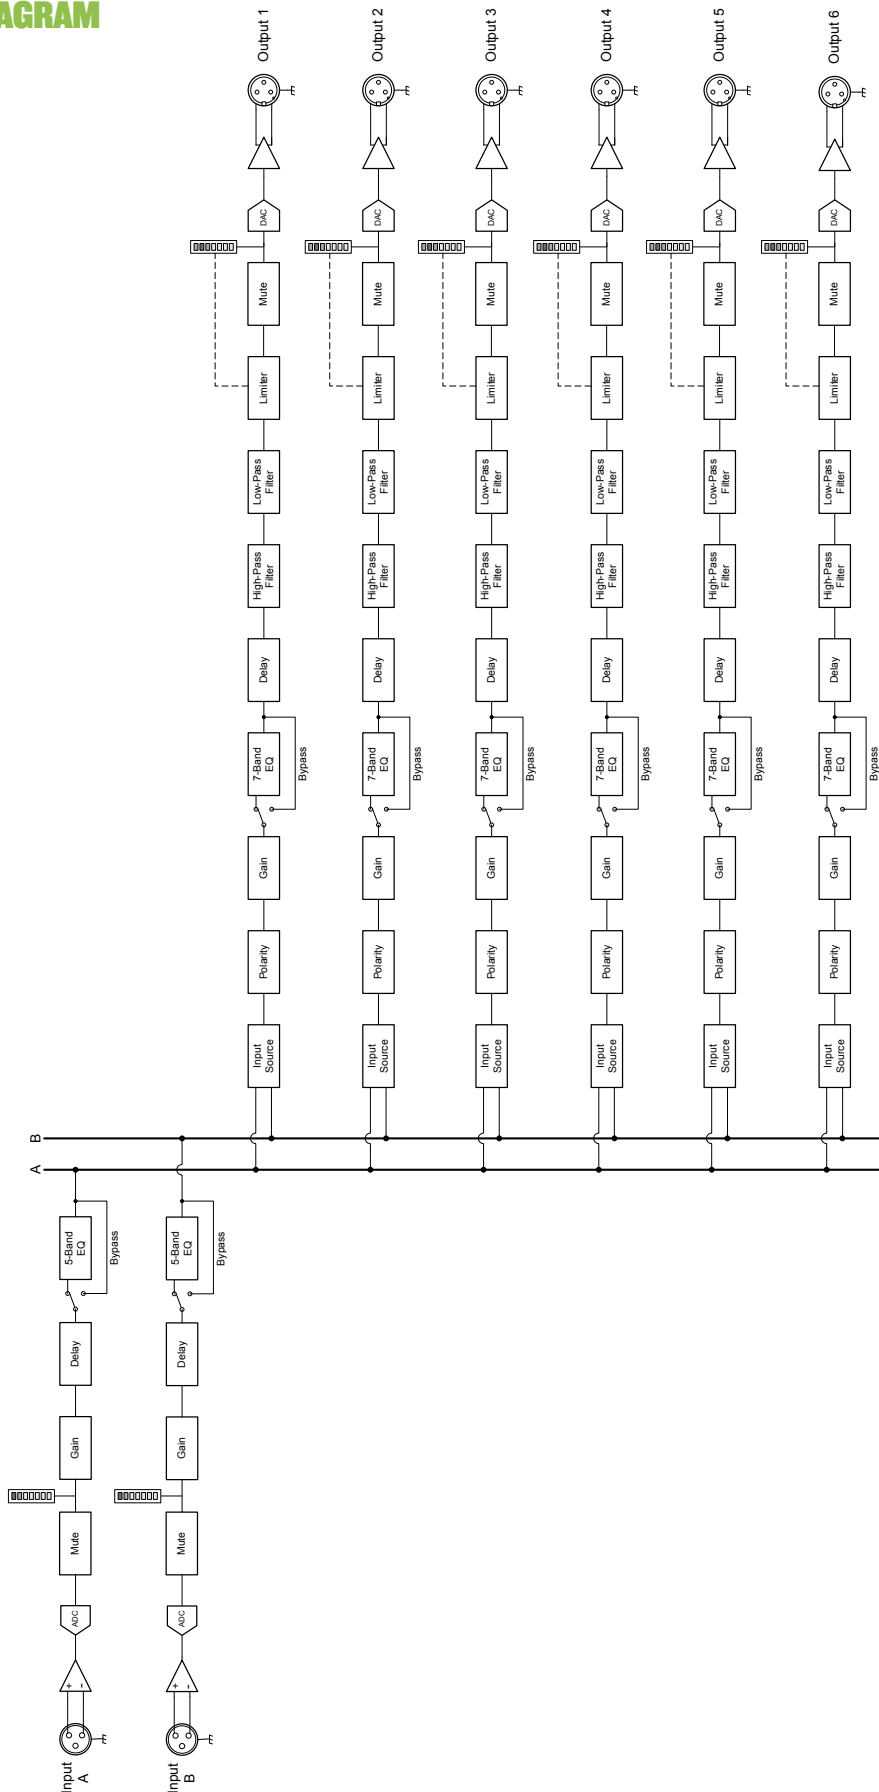 AGRAM
Output 1
Output 2
Output 3
Output 4
Output 5
Output 6
DAC
DAC
DAC
DAC
DAC
DAC
Mute
Mute
Mute
Mute
Mute
Mute
Limiter
Limiter
Limiter
Limiter
Limiter
Limiter
Low-Pass
Filter
Low-Pass
Filter
Low-Pass
Filter
Low-Pass
Filter
Low-Pass
Filter
Low-Pass
Filter
High-Pass
Filter
High-Pass
Filter
High-Pass
Filter
High-Pass
Filter
High-Pass
Filter
High-Pass
Filter
Delay
Delay
Delay
Delay
Delay
Delay
7-Band
EQ
Bypass
7-Band
EQ
Bypass
7-Band
EQ
Bypass
7-Band
EQ
Bypass
7-Band
EQ
Bypass
7-Band
EQ
Bypass
Gain
Gain
Gain
Gain
Gain
Gain
Polarity
Polarity
Polarity
Polarity
Polarity
Polarity
Input
Source
Input
Source
Input
Source
Input
Source
Input
Source
Input
Source
B
A
5-Band
EQ
Bypass
5-Band
EQ
Bypass
Delay
Delay
Gain
Gain
Mute
Mute
ADC
ADC
+ -
+ -
Input
A
Input
B